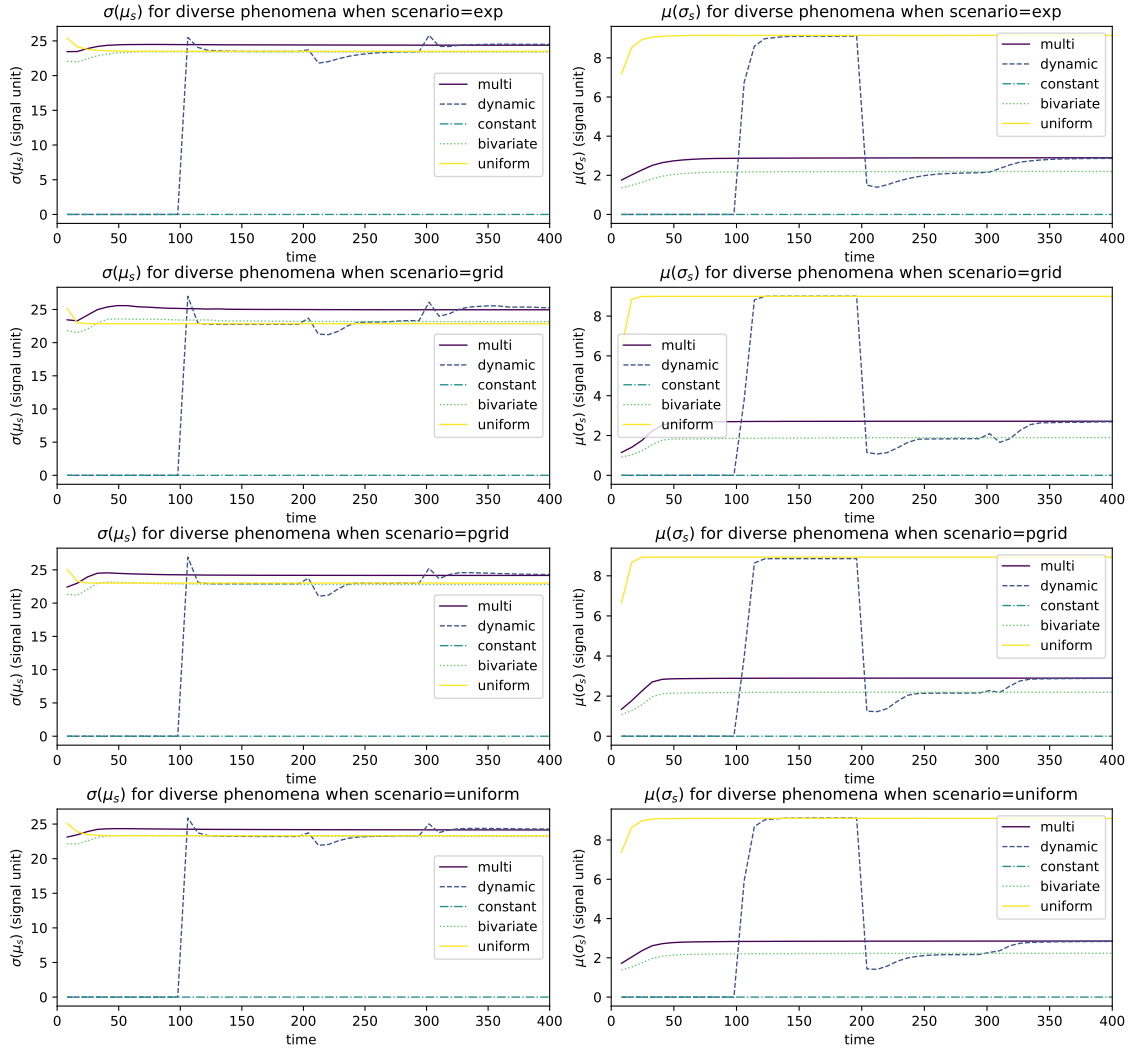 σ(μₛ) for diverse phenomena when scenario=exp
σ(μₛ) (signal unit)
25
20
15
10
5
0
0 50 100 150 200 250 300 350 400
time
multi
dynamic
constant
bivariate
uniform
μ(σₛ) for diverse phenomena when scenario=exp
μ(σₛ) (signal unit)
8
6
4
2
0
0 50 100 150 200 250 300 350 400
time
multi
dynamic
constant
bivariate
uniform
σ(μₛ) for diverse phenomena when scenario=grid
σ(μₛ) (signal unit)
25
20
15
10
5
0
0 50 100 150 200 250 300 350 400
time
multi
dynamic
constant
bivariate
uniform
μ(σₛ) for diverse phenomena when scenario=grid
μ(σₛ) (signal unit)
8
6
4
2
0
0 50 100 150 200 250 300 350 400
time
multi
dynamic
constant
bivariate
uniform
σ(μₛ) for diverse phenomena when scenario=pgrid
σ(μₛ) (signal unit)
25
20
15
10
5
0
0 50 100 150 200 250 300 350 400
time
multi
dynamic
constant
bivariate
uniform
μ(σₛ) for diverse phenomena when scenario=pgrid
μ(σₛ) (signal unit)
8
6
4
2
0
0 50 100 150 200 250 300 350 400
time
multi
dynamic
constant
bivariate
uniform
σ(μₛ) for diverse phenomena when scenario=uniform
σ(μₛ) (signal unit)
25
20
15
10
5
0
0 50 100 150 200 250 300 350 400
time
multi
dynamic
constant
bivariate
uniform
μ(σₛ) for diverse phenomena when scenario=uniform
μ(σₛ) (signal unit)
8
6
4
2
0
0 50 100 150 200 250 300 350 400
time
multi
dynamic
constant
bivariate
uniform